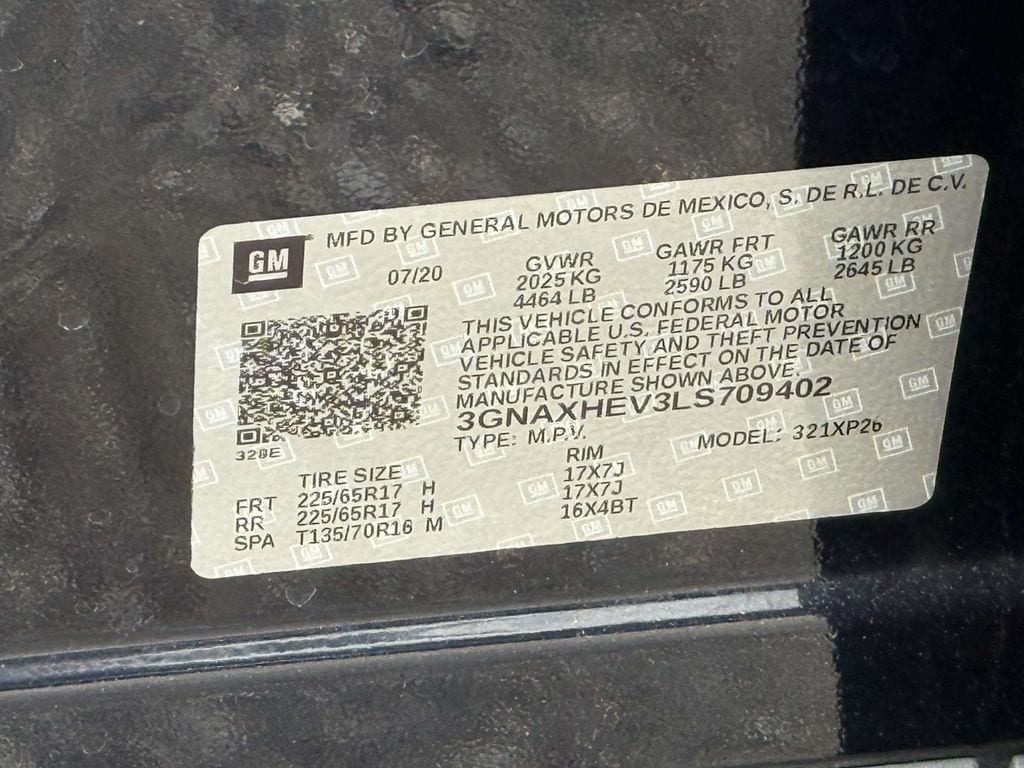 GM
MFD BY GENERAL MOTORS DE MEXICO, S. DE R.L. DE C.V.
07/20
GVWR GAWR FRT GAWR RR
2025 KG 1175 KG 1200 KG
4464 LB 2590 LB 2645 LB
THIS VEHICLE CONFORMS TO ALL
APPLICABLE U.S. FEDERAL MOTOR
VEHICLE SAFETY AND THEFT PREVENTION
STANDARDS IN EFFECT ON THE DATE OF
MANUFACTURE SHOWN ABOVE.
3GNAXHEV3LS709402
TYPE: M.P.V. MODEL: 321XP26
328E
TIRE SIZE RIM
FRT 225/65R17 H 17X7J
RR 225/65R17 H 17X7J
SPA T135/70R16 M 16X4BT